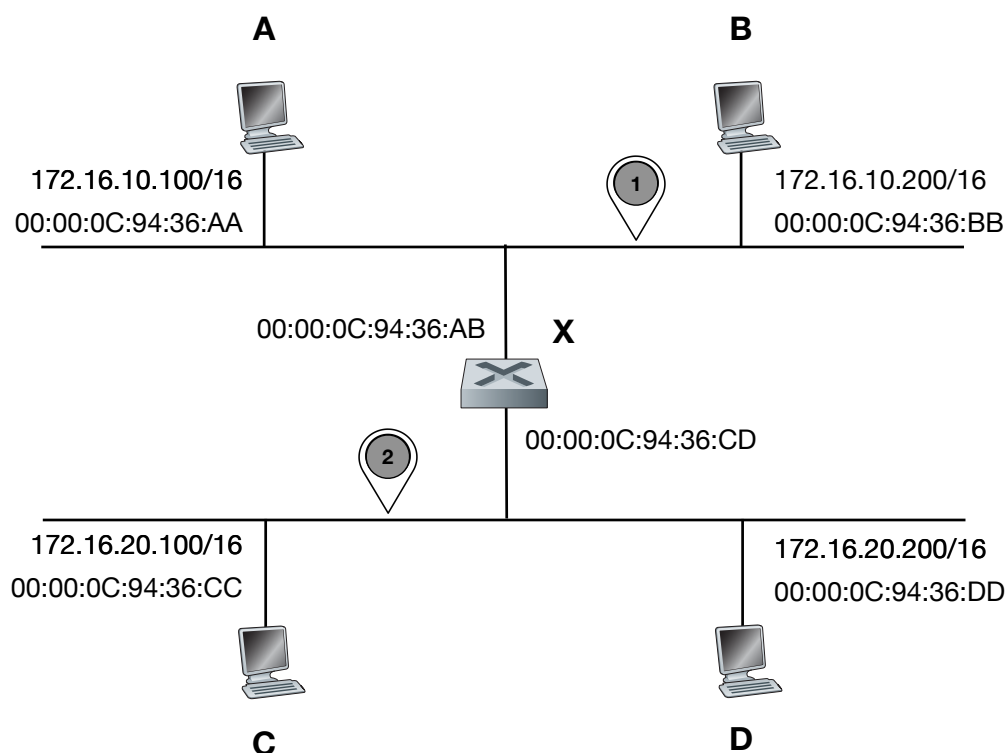 A
B
172.16.10.100/16
1
172.16.10.200/16
00:00:0C:94:36:AA
00:00:0C:94:36:BB
00:00:0C:94:36:AB
X
00:00:0C:94:36:CD
2
172.16.20.100/16
172.16.20.200/16
00:00:0C:94:36:CC
00:00:0C:94:36:DD
C
D